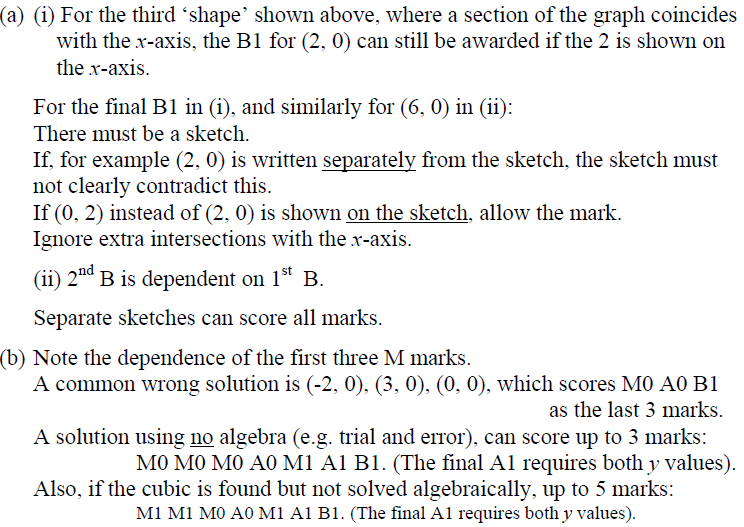 (a) (i) For the third ‘shape’ shown above, where a section of the graph coincides
with the x-axis, the B1 for (2, 0) can still be awarded if the 2 is shown on
the x-axis.
For the final B1 in (i), and similarly for (6, 0) in (ii):
There must be a sketch.
If, for example (2, 0) is written separately from the sketch, the sketch must
not clearly contradict this.
If (0, 2) instead of (2, 0) is shown on the sketch, allow the mark.
Ignore extra intersections with the x-axis.
(ii) 2nd B is dependent on 1st B.
Separate sketches can score all marks.
(b) Note the dependence of the first three M marks.
A common wrong solution is (-2, 0), (3, 0), (0, 0), which scores M0 A0 B1
as the last 3 marks.
A solution using no algebra (e.g. trial and error), can score up to 3 marks:
M0 M0 M0 A0 M1 A1 B1. (The final A1 requires both y values).
Also, if the cubic is found but not solved algebraically, up to 5 marks:
M1 M1 M0 A0 M1 A1 B1. (The final A1 requires both y values).